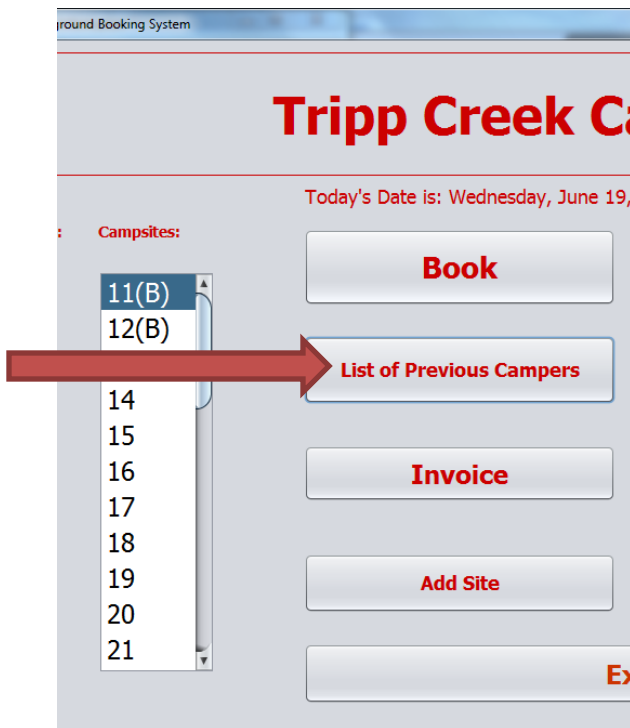 ground Booking System
Tripp Creek Ca
Today's Date is: Wednesday, June 19,
Campsites:
11(B)
12(B)
14
15
16
17
18
19
20
21
Book
List of Previous Campers
Invoice
Add Site
Ex